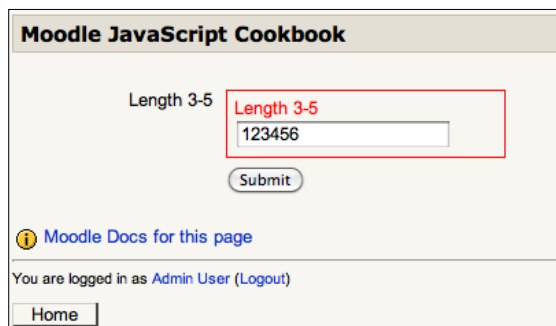 Moodle JavaScript Cookbook
Length 3-5
Length 3-5
123456
Submit
Moodle Docs for this page
You are logged in as Admin User (Logout)
Home